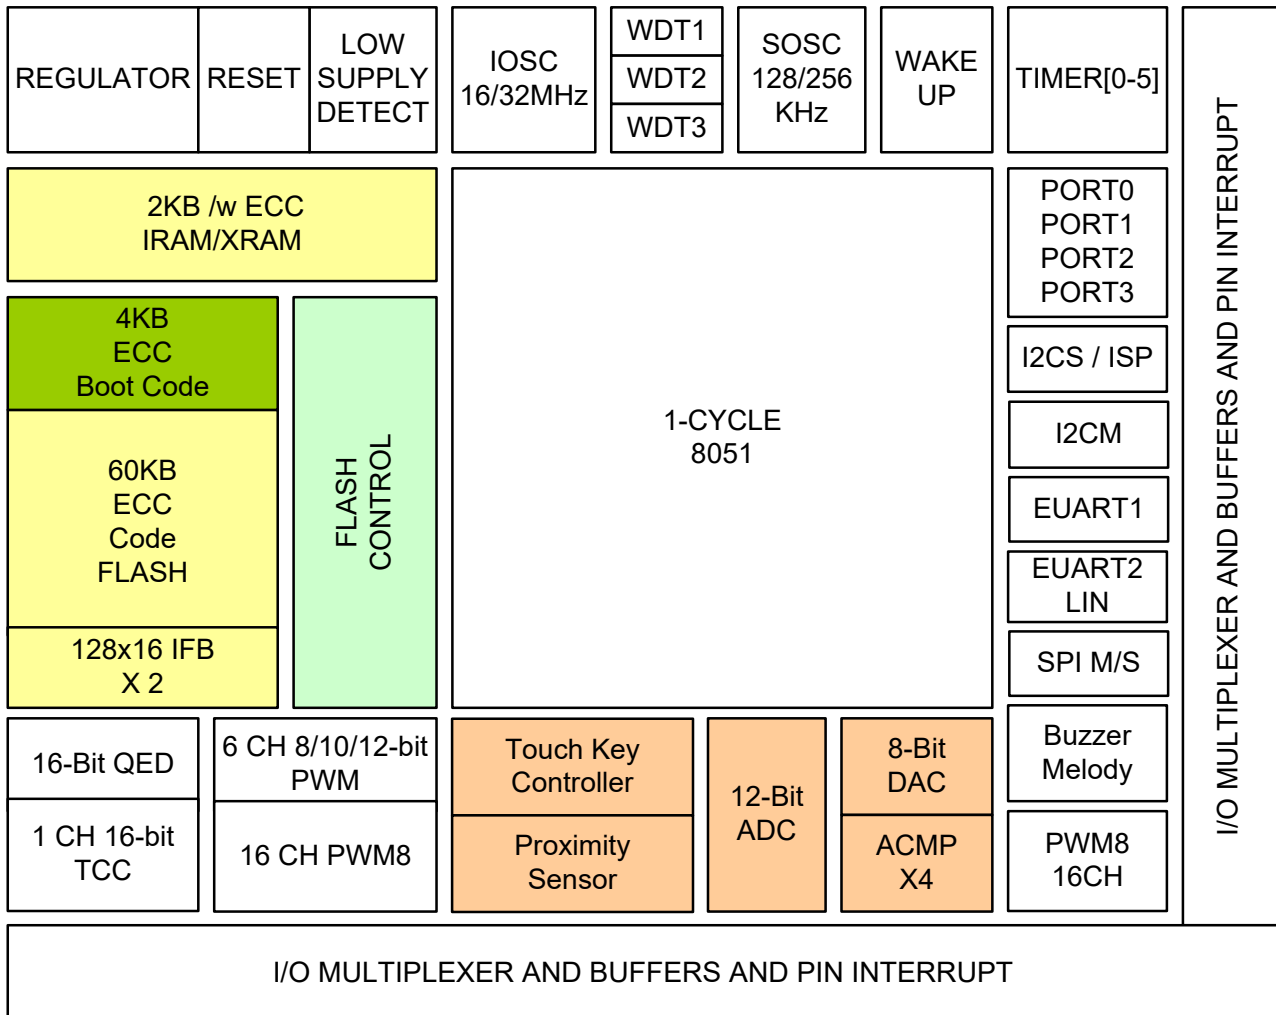 REGULATOR
RESET
LOW
SUPPLY
DETECT
IOSC
16/32MHz
WDT1
WDT2
WDT3
SOSC
128/256
KHz
WAKE
UP
TIMER[0-5]
2KB /w ECC
IRAM/XRAM
4KB
ECC
Boot Code
60KB
ECC
Code
FLASH
128x16 IFB
X 2
FLASH
CONTROL
1-CYCLE
8051
PORT0
PORT1
PORT2
PORT3
I2CS / ISP
I2CM
EUART1
EUART2
LIN
SPI M/S
Buzzer
Melody
PWM8
16CH
16-Bit QED
1 CH 16-bit
TCC
6 CH 8/10/12-bit
PWM
16 CH PWM8
Touch Key
Controller
Proximity
Sensor
12-Bit
ADC
8-Bit
DAC
ACMP
X4
I/O MULTIPLEXER AND BUFFERS AND PIN INTERRUPT
I/O MULTIPLEXER AND BUFFERS AND PIN INTERRUPT